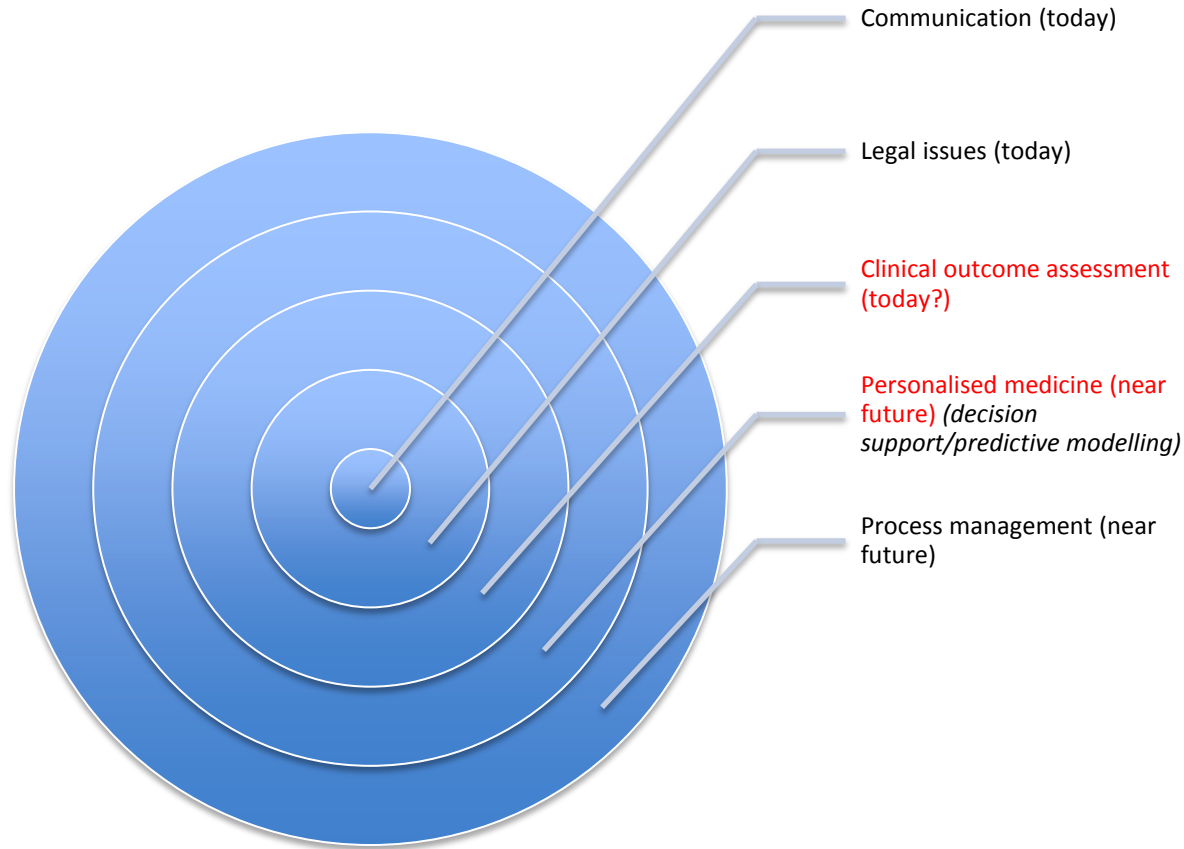 Communication (today)
Legal issues (today)
Clinical outcome assessment
(today?)
Personalised medicine (near
future) (decision
support/predictive modelling)
Process management (near
future)